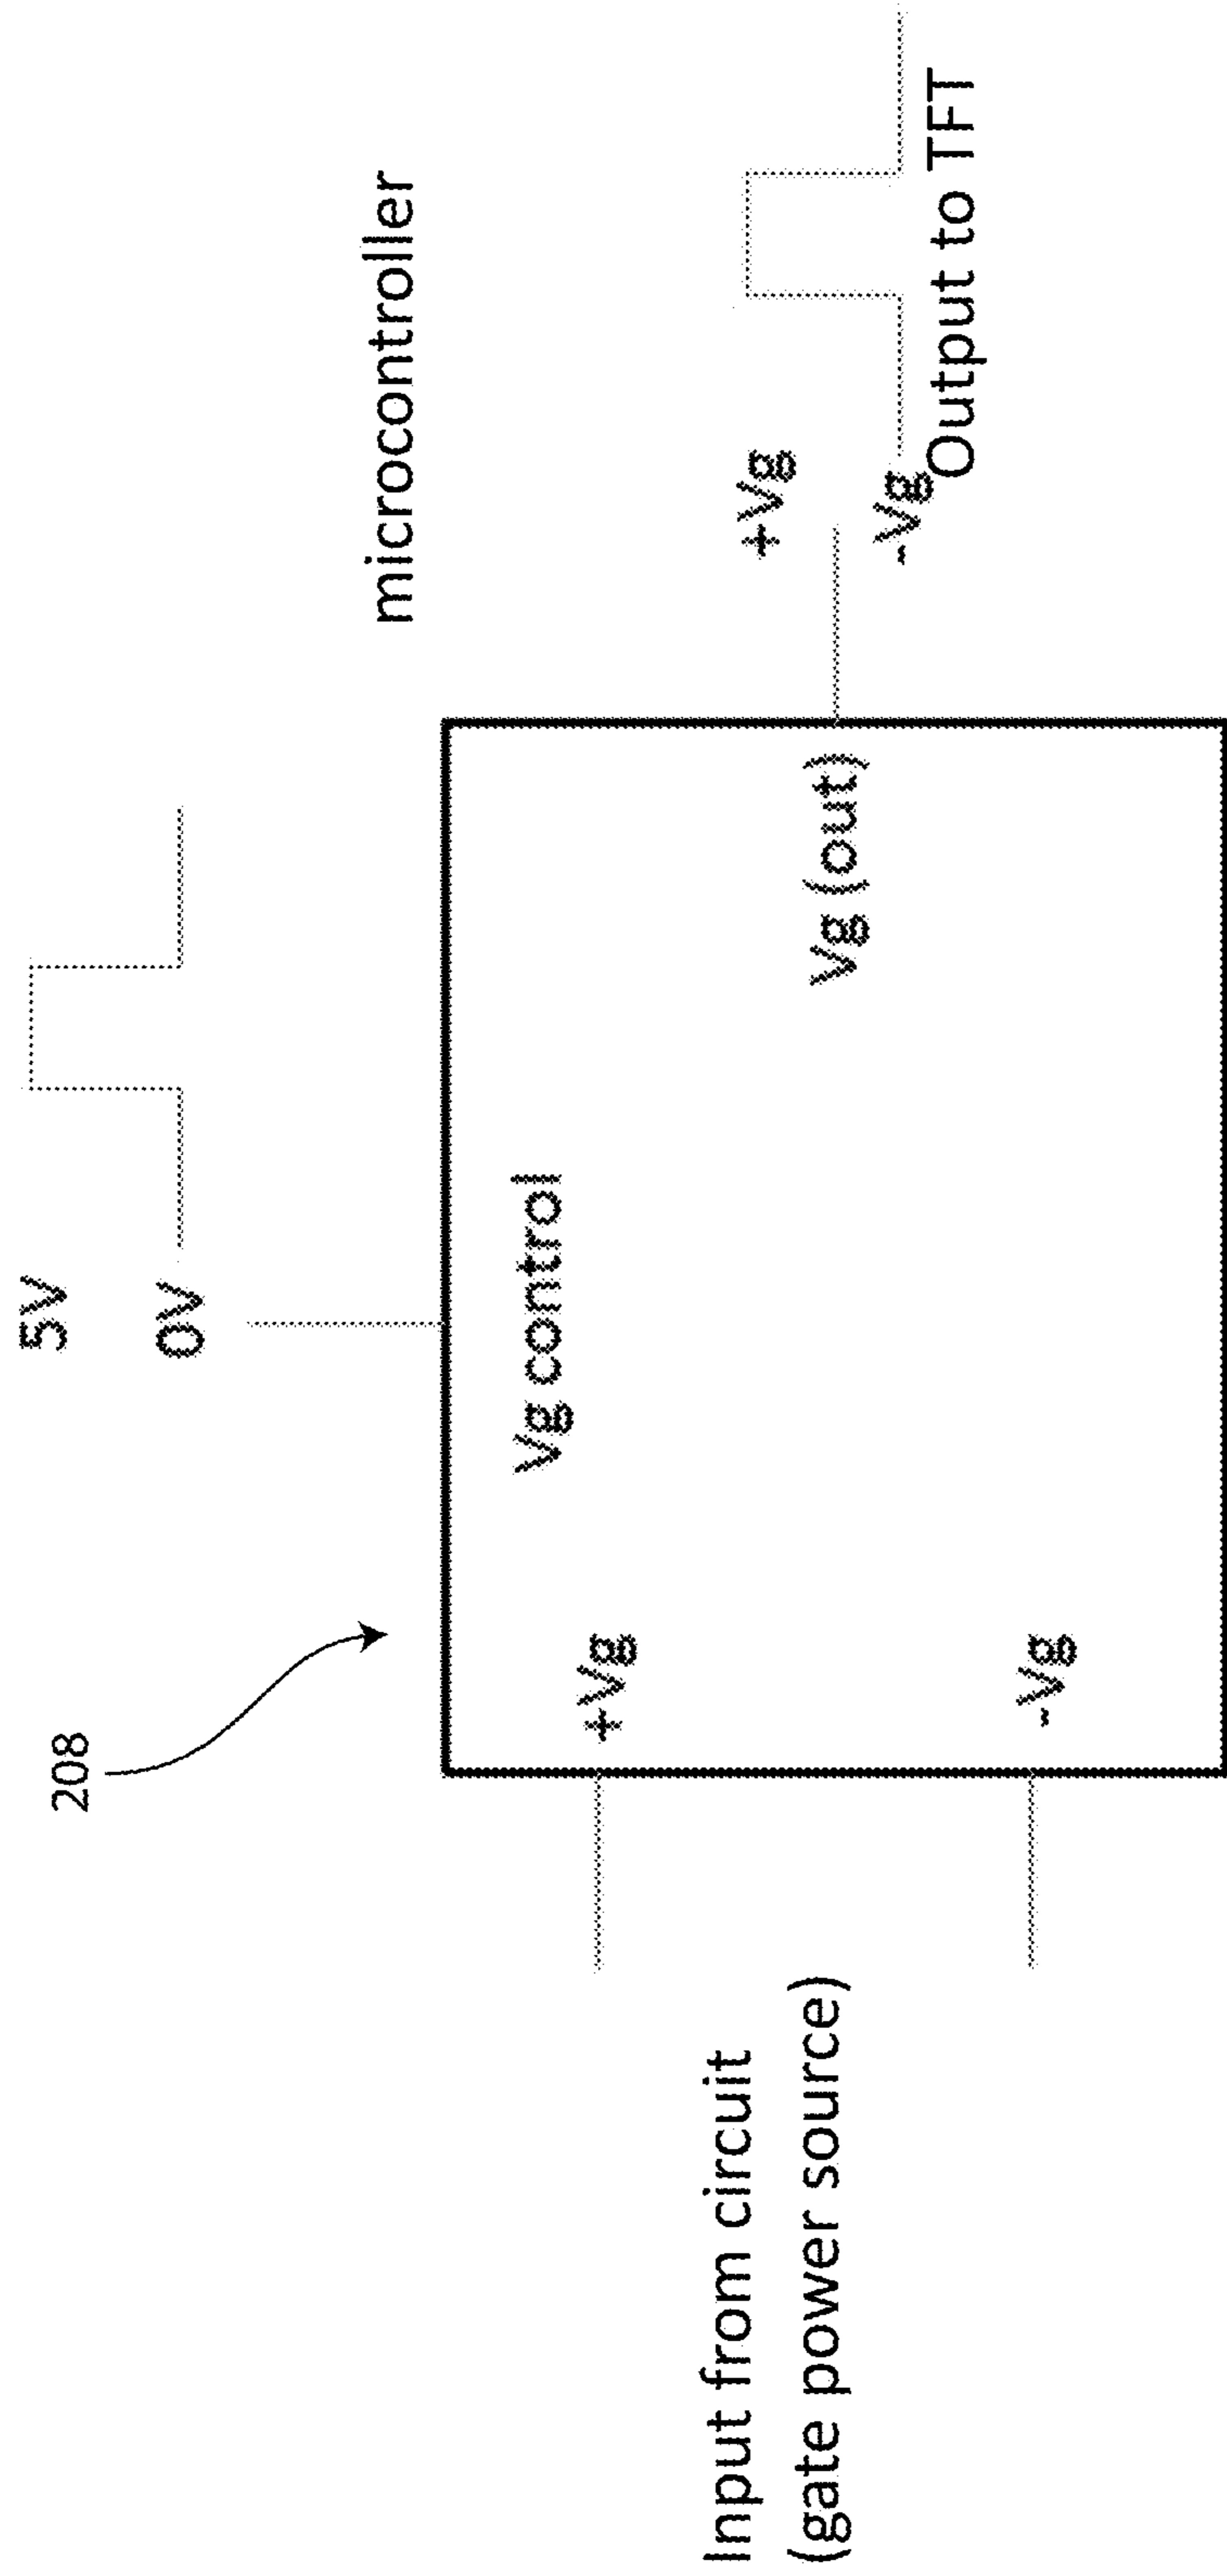 5V
0V
208
microcontroller
Vg control
+Vg
-Vg
Vg (out)
+Vg
-Vg
Output to TFT
Input from circuit
(gate power source)